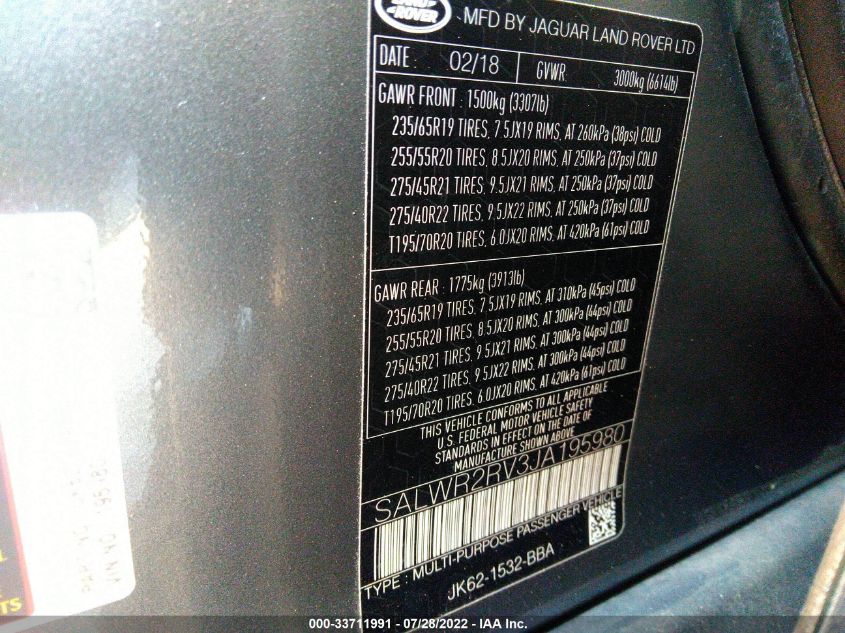 LAND
ROVER
MFD BY JAGUAR LAND ROVER LTD
DATE : 02/18 GVWR : 3000kg (6614lb)
GAWR FRONT : 1500kg (3307lb)
235/65R19 TIRES, 7.5JX19 RIMS, AT 260kPa (38psi) COLD
255/55R20 TIRES, 8.5JX20 RIMS, AT 250kPa (37psi) COLD
275/45R21 TIRES, 9.5JX21 RIMS, AT 250kPa (37psi) COLD
275/40R22 TIRES, 9.5JX22 RIMS, AT 250kPa (37psi) COLD
T195/70R20 TIRES, 6.0JX20 RIMS, AT 420kPa (61psi) COLD
GAWR REAR : 1775kg (3913lb)
235/65R19 TIRES, 7.5JX19 RIMS, AT 310kPa (45psi) COLD
255/55R20 TIRES, 8.5JX20 RIMS, AT 300kPa (44psi) COLD
275/45R21 TIRES, 9.5JX21 RIMS, AT 300kPa (44psi) COLD
275/40R22 TIRES, 9.5JX22 RIMS, AT 300kPa (44psi) COLD
T195/70R20 TIRES, 6.0JX20 RIMS, AT 420kPa (61psi) COLD
THIS VEHICLE CONFORMS TO ALL APPLICABLE
U.S. FEDERAL MOTOR VEHICLE SAFETY
STANDARDS IN EFFECT ON THE DATE OF
MANUFACTURE SHOWN ABOVE
SALWR2RV3JA195980
TYPE : MULTI-PURPOSE PASSENGER VEHICLE
JK62-1532-BBA
VIN NO.
000-33711991 / 07/28/2022 - IAA Inc.